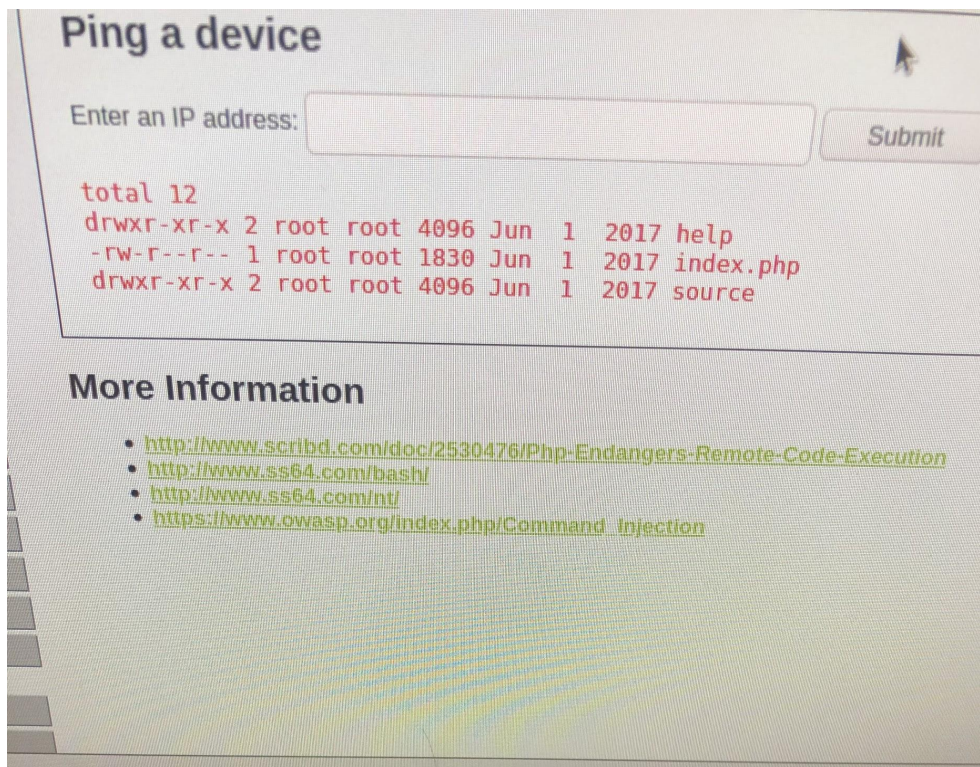 Ping a device
Enter an IP address:
Submit
total 12
drwxr-xr-x 2 root root 4096 Jun  1  2017 help
-rw-r--r-- 1 root root 1830 Jun  1  2017 index.php
drwxr-xr-x 2 root root 4096 Jun  1  2017 source
More Information
http://www.scribd.com/doc/2530476/Php-Endangers-Remote-Code-Execution
http://www.ss64.com/bash/
http://www.ss64.com/nt/
https://www.owasp.org/index.php/Command_Injection